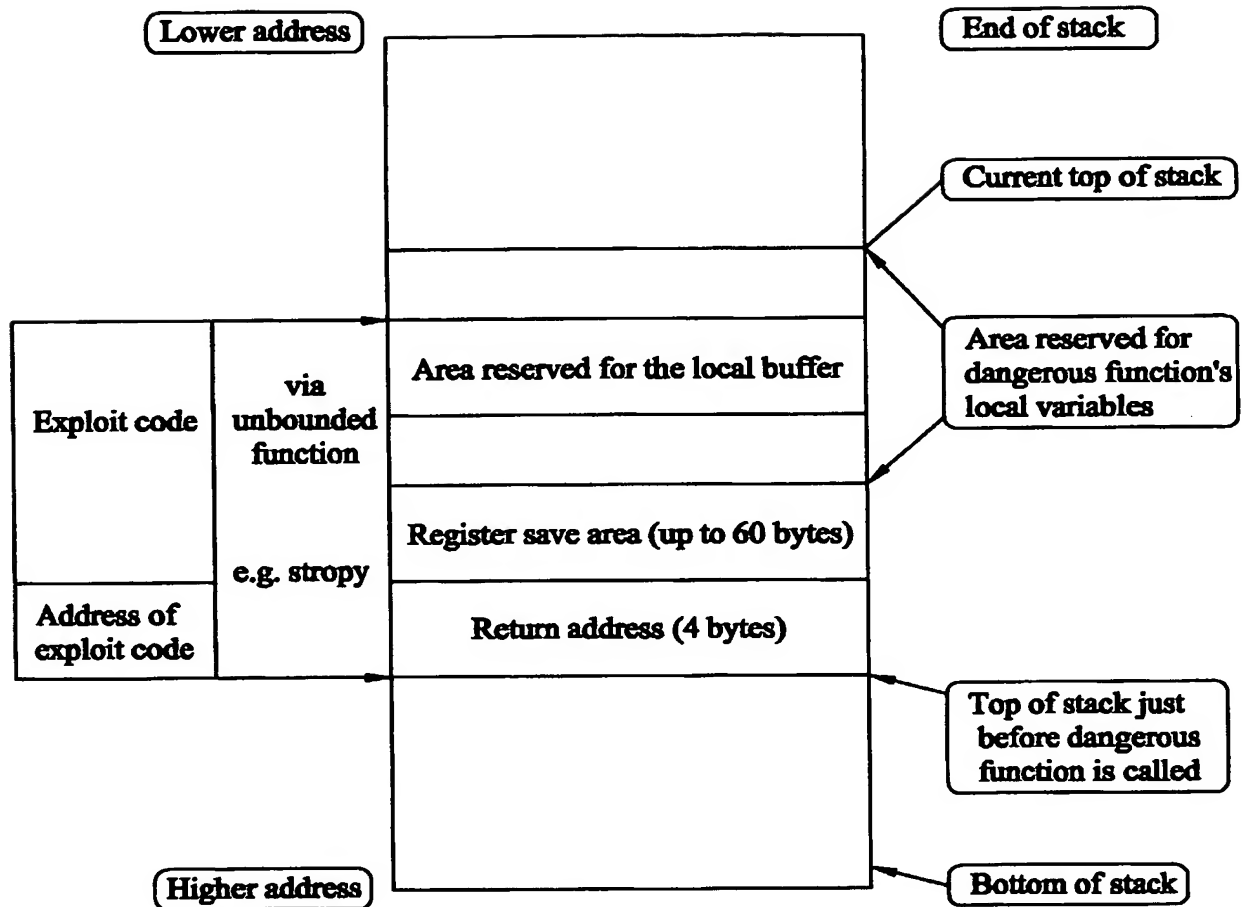 Lower address
End of stack
Current top of stack
Area reserved for
dangerous function's
local variables
Area reserved for the local buffer
Exploit code
via
unbounded
function
e.g. stropy
Register save area (up to 60 bytes)
Address of
exploit code
Return address (4 bytes)
Top of stack just
before dangerous
function is called
Higher address
Bottom of stack